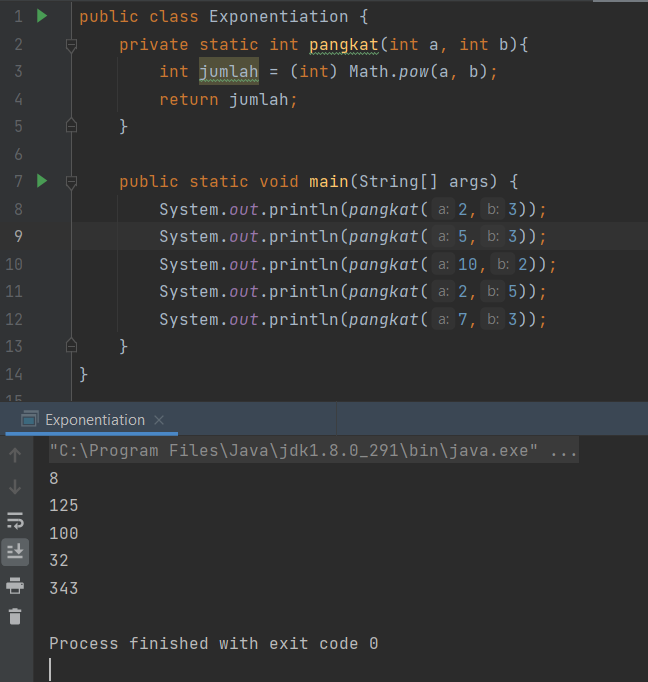 1 public class Exponentiation {
2 private static int pangkat(int a, int b){
3 int jumlah = (int) Math.pow(a, b);
4 return jumlah;
5 }
6
7 public static void main(String[] args) {
8 System.out.println(pangkat( a: 2, b: 3));
9 System.out.println(pangkat( a: 5, b: 3));
10 System.out.println(pangkat( a: 10, b: 2));
11 System.out.println(pangkat( a: 2, b: 5));
12 System.out.println(pangkat( a: 7, b: 3));
13 }
14 }
15
Exponentiation ×
"C:\Program Files\Java\jdk1.8.0_291\bin\java.exe" ...
8
125
100
32
343
Process finished with exit code 0